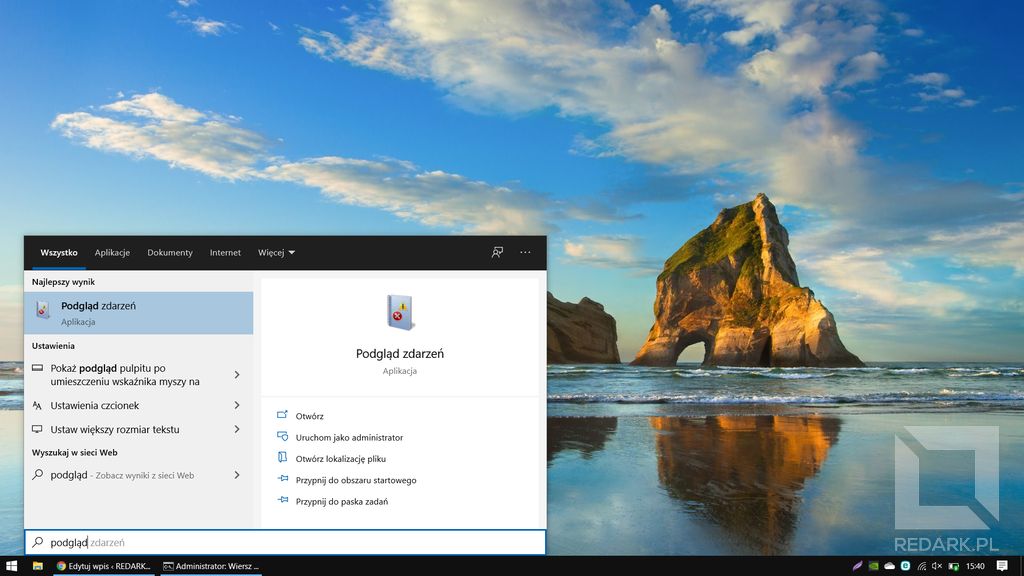 Wszystko Aplikacje Dokumenty Internet Więcej
Najlepszy wynik
Podgląd zdarzeń
Aplikacja
Ustawienia
Pokaż podgląd pulpitu po
umieszczeniu wskaźnika myszy na
Ustawienia czcionek
Ustaw większy rozmiar tekstu
Wyszukaj w sieci Web
podgląd - Zobacz wyniki z sieci Web
Podgląd zdarzeń
Aplikacja
Otwórz
Uruchom jako administrator
Otwórz lokalizację pliku
Przypnij do obszaru startowego
Przypnij do paska zadań
podgląd zdarzeń
REDARK.PL
Edytuj wpis ‹ REDARK... Administrator: Wiersz ... 15:40